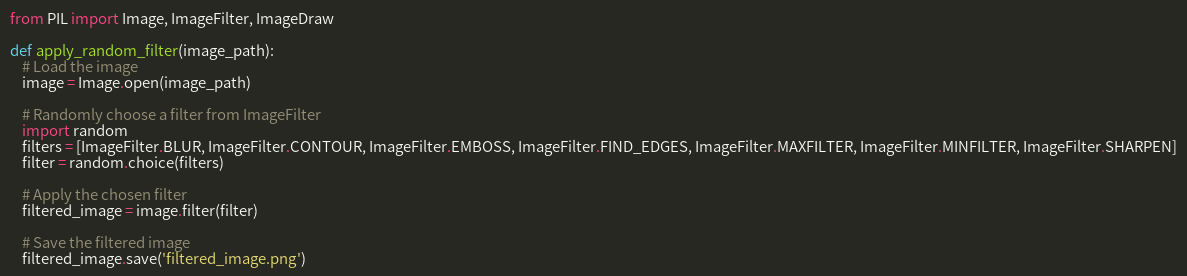 from PIL import Image, ImageFilter, ImageDraw
def apply_random_filter(image_path):
# Load the image
image = Image.open(image_path)
# Randomly choose a filter from ImageFilter
import random
filters = [ImageFilter.BLUR, ImageFilter.CONTOUR, ImageFilter.EMBOSS, ImageFilter.FIND_EDGES, ImageFilter.MAXFILTER, ImageFilter.MINFILTER, ImageFilter.SHARPEN]
filter = random.choice(filters)
# Apply the chosen filter
filtered_image = image.filter(filter)
# Save the filtered image
filtered_image.save('filtered_image.png')